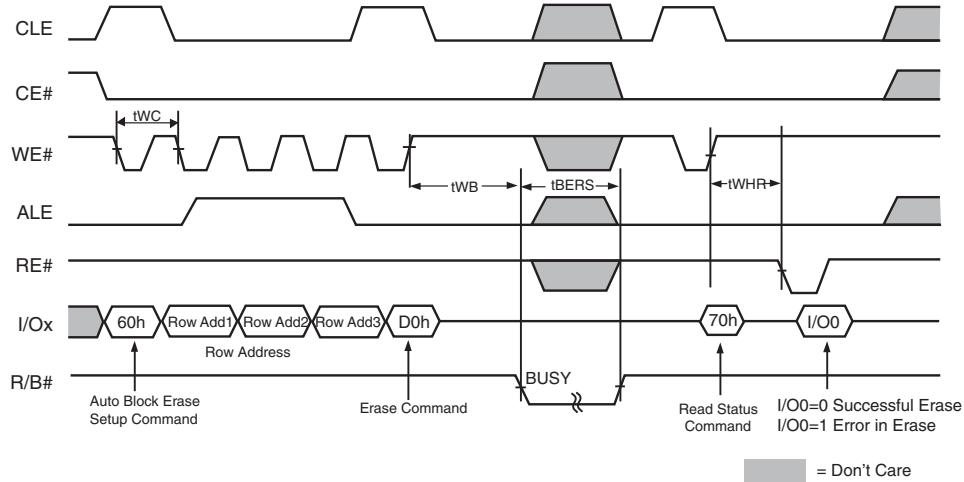 CLE
CE#
tWC
WE#
tWB
tBERS
tWHR
ALE
RE#
I/Ox
60h
Row Add1
Row Add2
Row Add3
D0h
70h
I/O0
Row Address
R/B#
BUSY
Auto Block Erase
Setup Command
Erase Command
Read Status
Command
I/O0=0 Successful Erase
I/O0=1 Error in Erase
= Don't Care